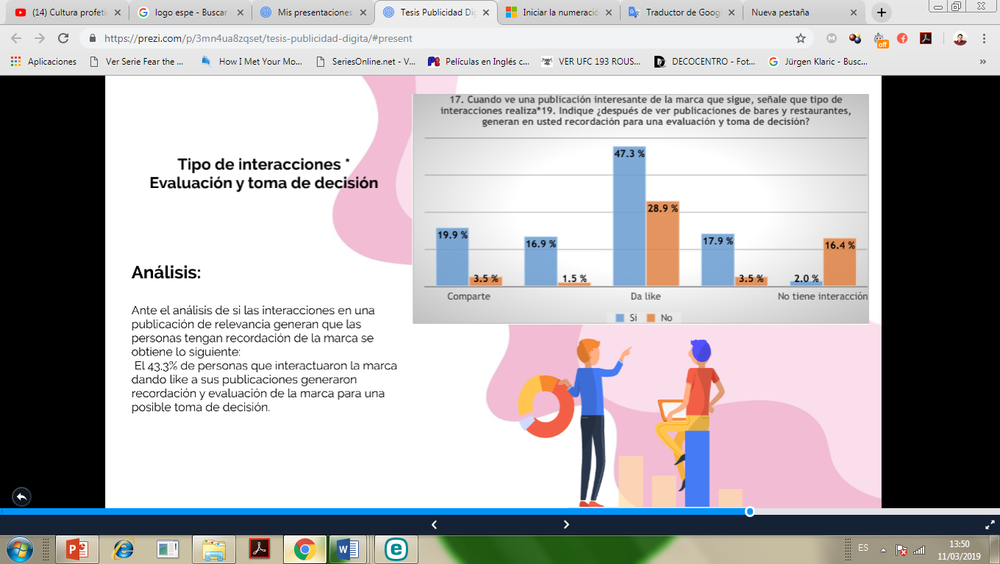 (14) Cultura profeti
logo espe - Buscar
Mis presentaciones
Tesis Publicidad Dig
Iniciar la numeració
Traductor de Googl
Nueva pestaña
https://prezi.com/p/3mn4ua8zqset/tesis-publicidad-digita/#present
off
Aplicaciones
Ver Serie Fear the ...
How I Met Your Mo...
SeriesOnline.net - V...
Películas en Inglés c...
VER UFC 193 ROUS...
DECOCENTRO - Fot...
Jürgen Klaric - Busc...
»
Tipo de interacciones *
Evaluación y toma de decisión
Análisis:
Ante el análisis de si las interacciones en una
publicación de relevancia generan que las
personas tengan recordación de la marca se
obtiene lo siguiente:
El 43,3% de personas que interactuaron la marca
dando like a sus publicaciones generaron
recordación y evaluación de la marca para una
posible toma de decisión.
17. Cuando ve una publicación interesante de la marca que sigue, señale que tipo de
interacciones realiza*19. Indique ¿después de ver publicaciones de bares y restaurantes,
generan en usted recordación para una evaluación y toma de decisión?
19.9 %
3.5 %
16.9 %
1.5 %
47.3 %
28.9 %
17.9 %
3.5 %
2.0 %
16.4 %
Comparte
Da like
No tiene interacción
Si
No
ES
13:50
11/03/2019